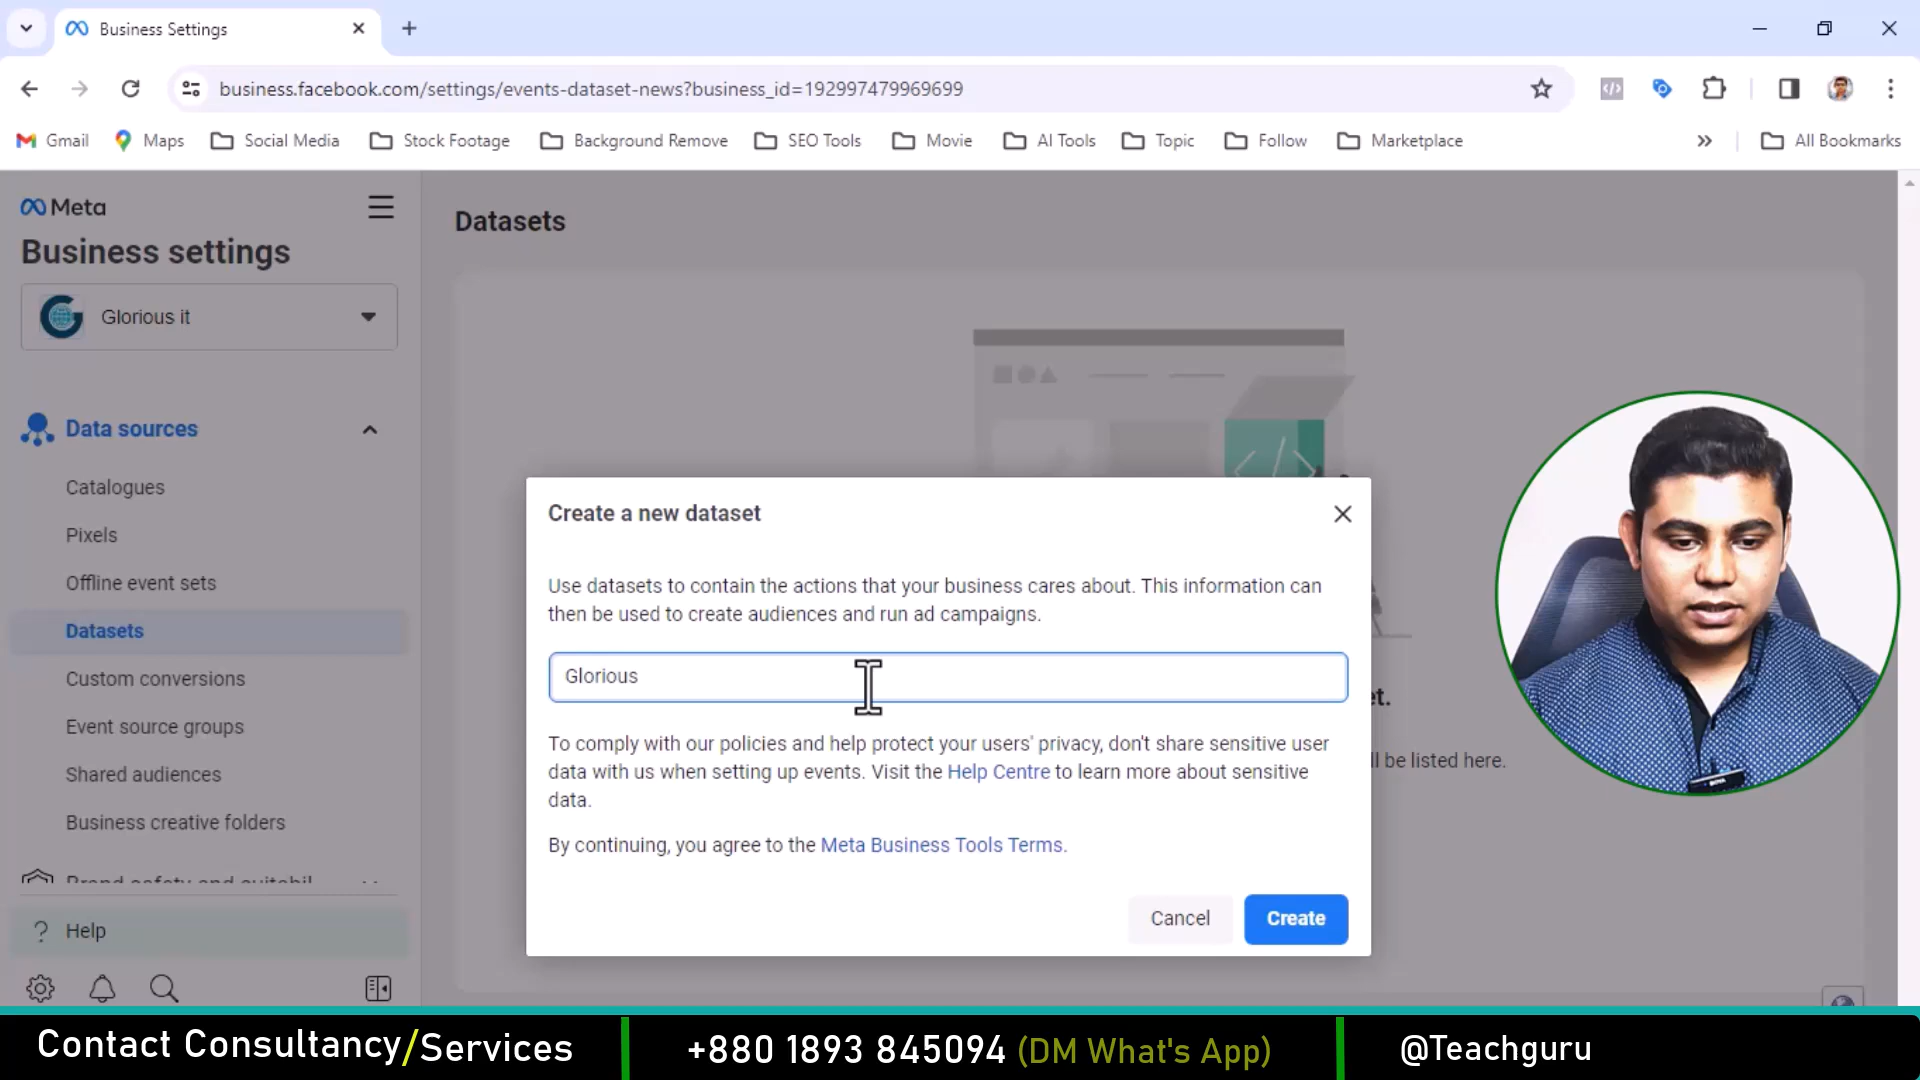 Business Settings
business.facebook.com/settings/events-dataset-news?business_id=192997479969699
Gmail
Maps
Social Media
Stock Footage
Background Remove
SEO Tools
Movie
AI Tools
Topic
Follow
Marketplace
All Bookmarks
Meta
Business settings
Glorious it
Data sources
Catalogues
Pixels
Offline event sets
Datasets
Custom conversions
Event source groups
Shared audiences
Business creative folders
Brand safety and suitabil
Help
Datasets
Create a new dataset
Use datasets to contain the actions that your business cares about. This information can
then be used to create audiences and run ad campaigns.
Glorious
To comply with our policies and help protect your users' privacy, don't share sensitive user
data with us when setting up events. Visit the Help Centre to learn more about sensitive
data.
By continuing, you agree to the Meta Business Tools Terms.
Cancel
Create
et.
ll be listed here.
Contact Consultancy/Services
+880 1893 845094 (DM What's App)
@Teachguru